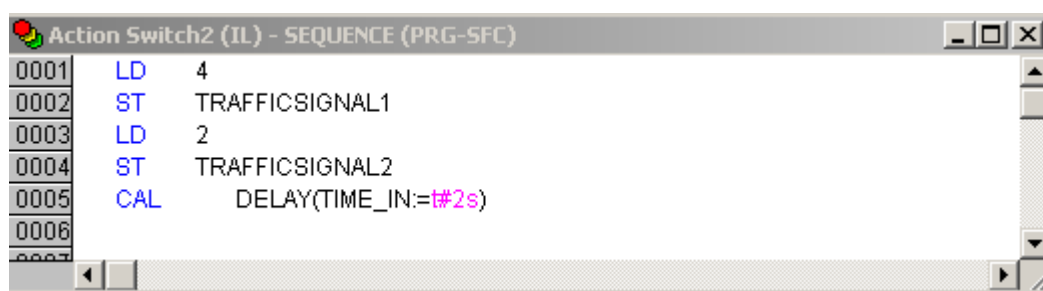 Action Switch2 (IL) - SEQUENCE (PRG-SFC)
0001 LD 4
0002 ST TRAFFICSIGNAL1
0003 LD 2
0004 ST TRAFFICSIGNAL2
0005 CAL DELAY(TIME_IN:=t#2s)
0006
0007